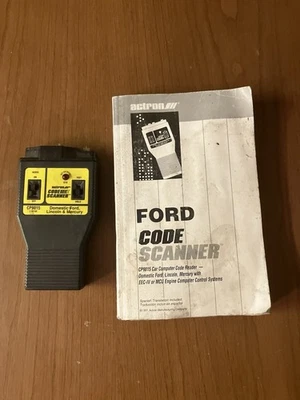 actron
CODE
SCANNER
CP9015
Domestic Ford,
Lincoln & Mercury
actron
FORD
CODE
SCANNER
CP9015 Car Computer Code Reader —
Domestic Ford, Lincoln, Mercury with
EEC-IV or MCU Engine Computer Control Systems